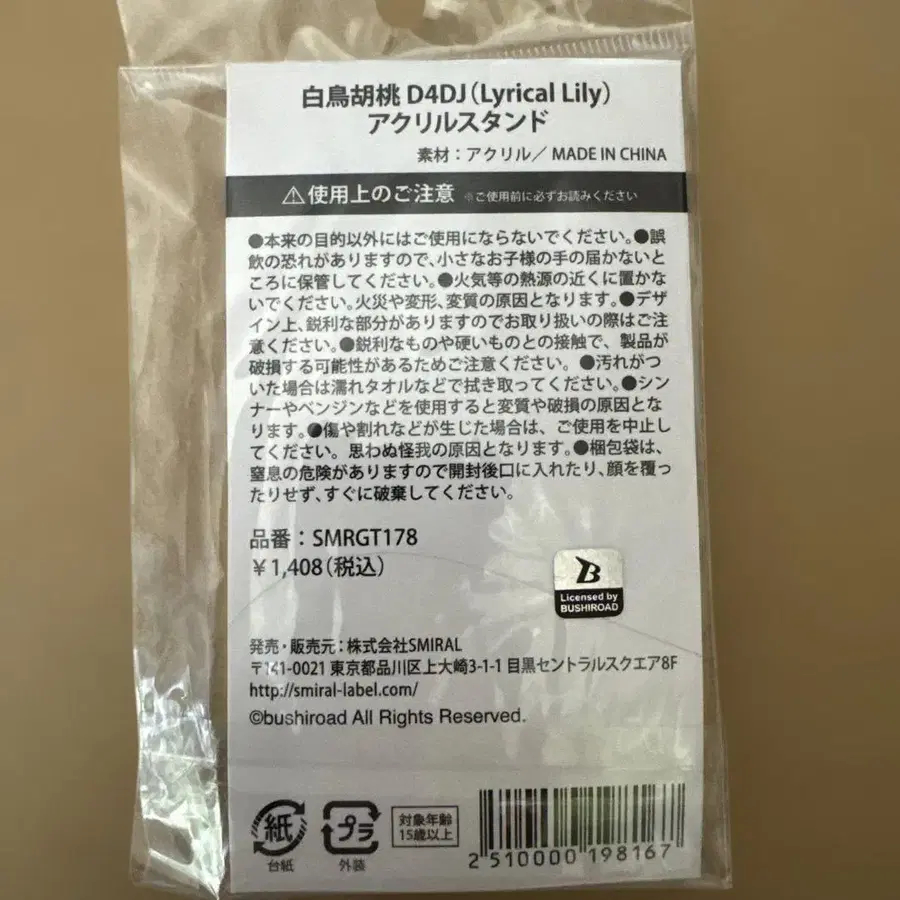 白鳥胡桃 D4DJ（Lyrical Lily）
アクリルスタンド
素材：アクリル／ MADE IN CHINA
⚠使用上のご注意 ※ご使用前に必ずお読みください
●本来の目的以外にはご使用にならないでください。●誤
飲の恐れがありますので、小さなお子様の手の届かないと
ころに保管してください。●火気等の熱源の近くに置かな
いでください。火災や変形、変質の原因となります。●デザ
イン上、鋭利な部分がありますのでお取り扱いの際はご注
意ください。●鋭利なものや硬いものとの接触で、製品が
破損する可能性があるためご注意ください。●汚れがつ
いた場合は濡れタオルなどで拭き取ってください。●シン
ナーやベンジンなどを使用すると変質や破損の原因とな
ります。●傷や割れなどが生じた場合は、ご使用を中止し
てください。思わぬ怪我の原因となります。●梱包袋は、
窒息の危険がありますので開封後口に入れたり、顔を覆っ
たりせず、すぐに破棄してください。
品番：SMRGT178
￥1,408（税込）
B
Licensed by
BUSHIROAD
発売・販売元：株式会社SMIRAL
〒141-0021 東京都品川区上大崎3-1-1 目黒セントラルスクエア8F
http://smiral-label.com/
©bushiroad All Rights Reserved.
紙
台紙
プラ
外装
対象年齢
15歳以上
2 510000 198167